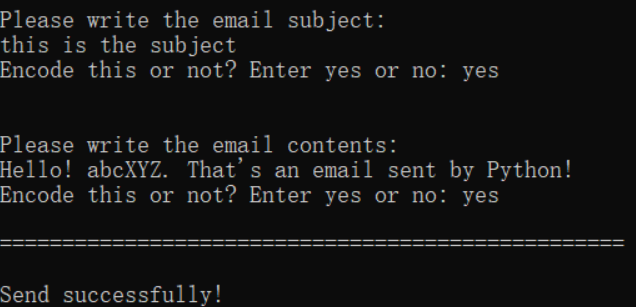 Please write the email subject:
this is the subject
Encode this or not? Enter yes or no: yes
Please write the email contents:
Hello! abcXYZ. That's an email sent by Python!
Encode this or not? Enter yes or no: yes
==================================================
Send successfully!